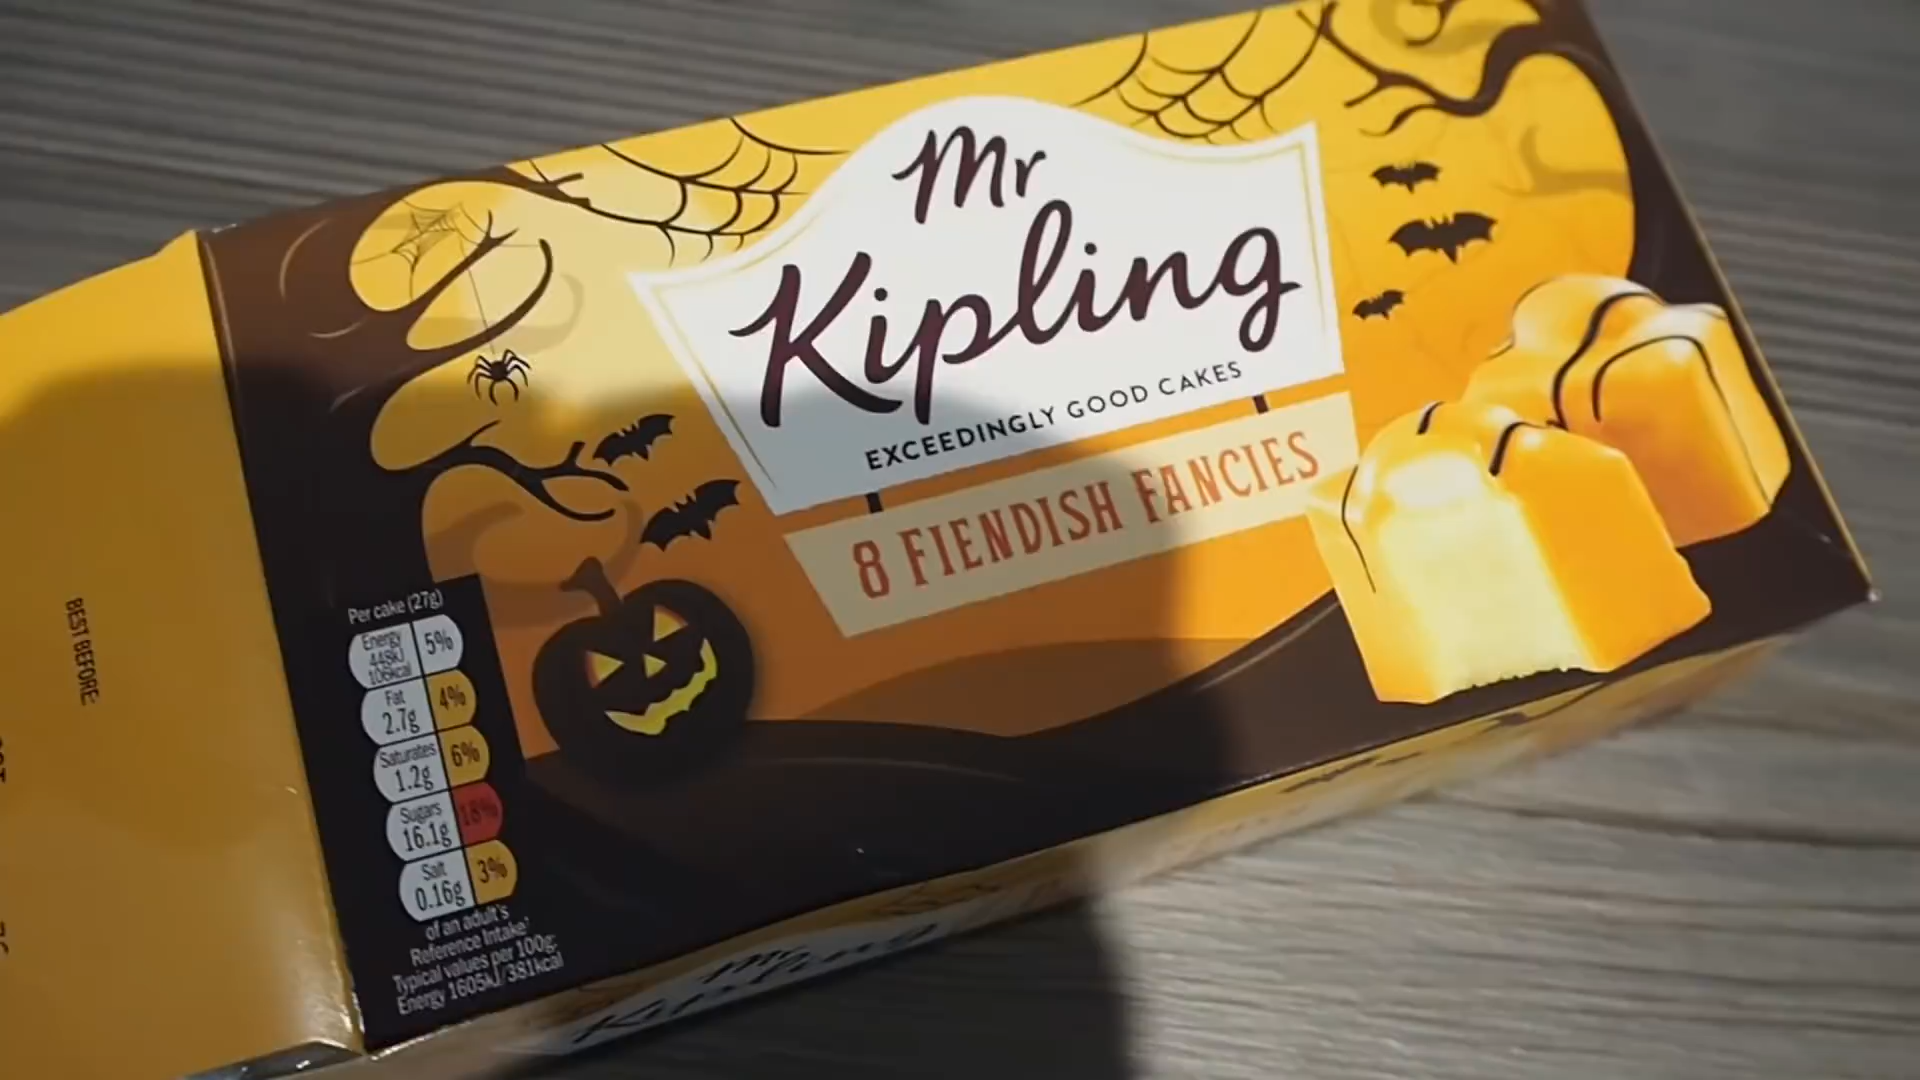 Mr
Kipling
EXCEEDINGLY GOOD CAKES
8 FIENDISH FANCIES
BEST BEFORE:
Per cake (27g)
Energy
448kJ
106kcal
5%
Fat
2.7g
4%
Saturates
1.2g
6%
Sugars
16.1g
18%
Salt
0.16g
3%
of an adult's
Reference Intake*
Typical values per 100g:
Energy 1605kJ/381kcal
Mr
Kipling